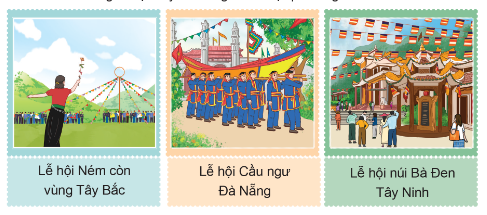 Lễ hội Ném còn
vùng Tây Bắc
Lễ hội Cầu ngư
Đà Nẵng
Lễ hội núi Bà Đen
Tây Ninh